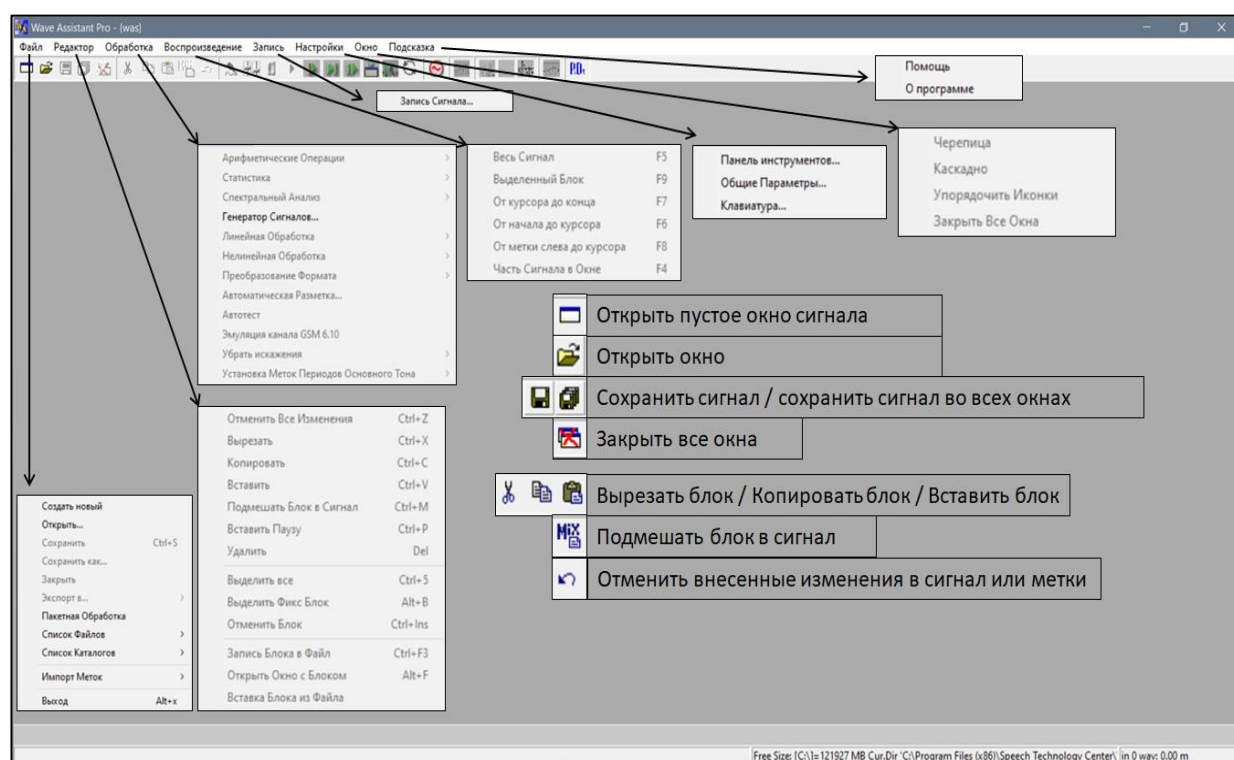 Wave Assistant Pro - {was}
Файл Редактор Обработка Воспроизведение Запись Настройки Окно Подсказка
Помощь
О программе
Запись Сигнала...
Арифметические Операции
Статистика
Спектральный Анализ
Генератор Сигналов...
Линейная Обработка
Нелинейная Обработка
Преобразование Формата
Автоматическая Разметка...
Автотест
Эмуляция канала GSM 6.10
Убрать искажения
Установка Меток Периодов Основного Тона
Весь Сигнал F5
Выделенный Блок F9
От курсора до конца F7
От начала до курсора F6
От метки слева до курсора F8
Часть Сигнала в Окне F4
Панель инструментов...
Общие Параметры...
Клавиатура...
Черепица
Каскадно
Упорядочить Иконки
Закрыть Все Окна
Открыть пустое окно сигнала
Открыть окно
Сохранить сигнал / сохранить сигнал во всех окнах
Закрыть все окна
Вырезать блок / Копировать блок / Вставить блок
MiX Подмешать блок в сигнал
Отменить внесенные изменения в сигнал или метки
Отменить Все Изменения Ctrl+Z
Вырезать Ctrl+X
Копировать Ctrl+C
Вставить Ctrl+V
Подмешать Блок в Сигнал Ctrl+M
Вставить Паузу Ctrl+P
Удалить Del
Выделить все Ctrl+5
Выделить Фикс Блок Alt+B
Отменить Блок Ctrl+Ins
Запись Блока в Файл Ctrl+F3
Открыть Окно с Блоком Alt+F
Вставка Блока из Файла
Создать новый
Открыть...
Сохранить Ctrl+S
Сохранить как...
Закрыть
Экспорт в...
Пакетная Обработка
Список Файлов
Список Каталогов
Импорт Меток
Выход Alt+x
Free Size: [C:\]=121927 MB Cur.Dir 'C:\Program Files (x86)\Speech Technology Center\' in 0 wav: 0.00 m